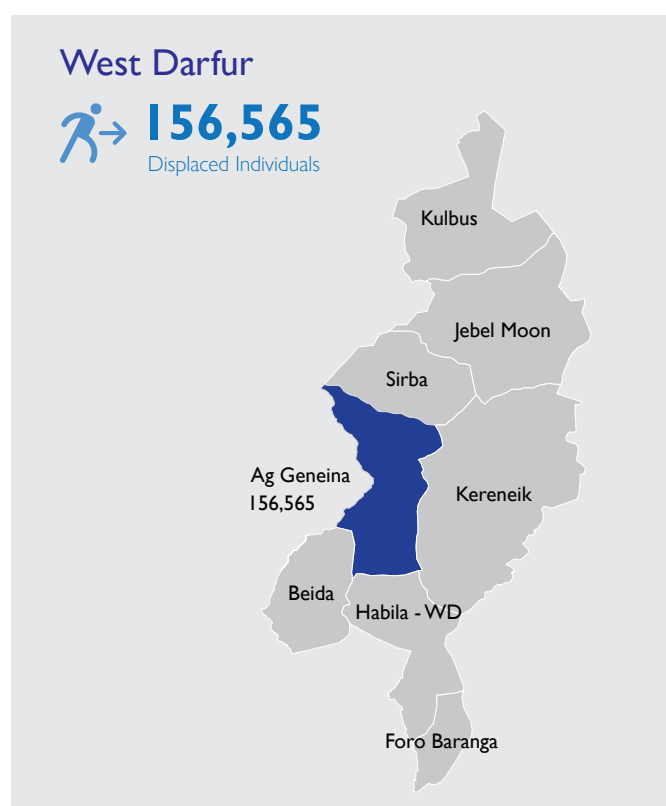 West Darfur
156,565
Displaced Individuals
Kulbus
Jebel Moon
Sirba
Ag Geneina
156,565
Kereneik
Beida
Habila - WD
Foro Baranga